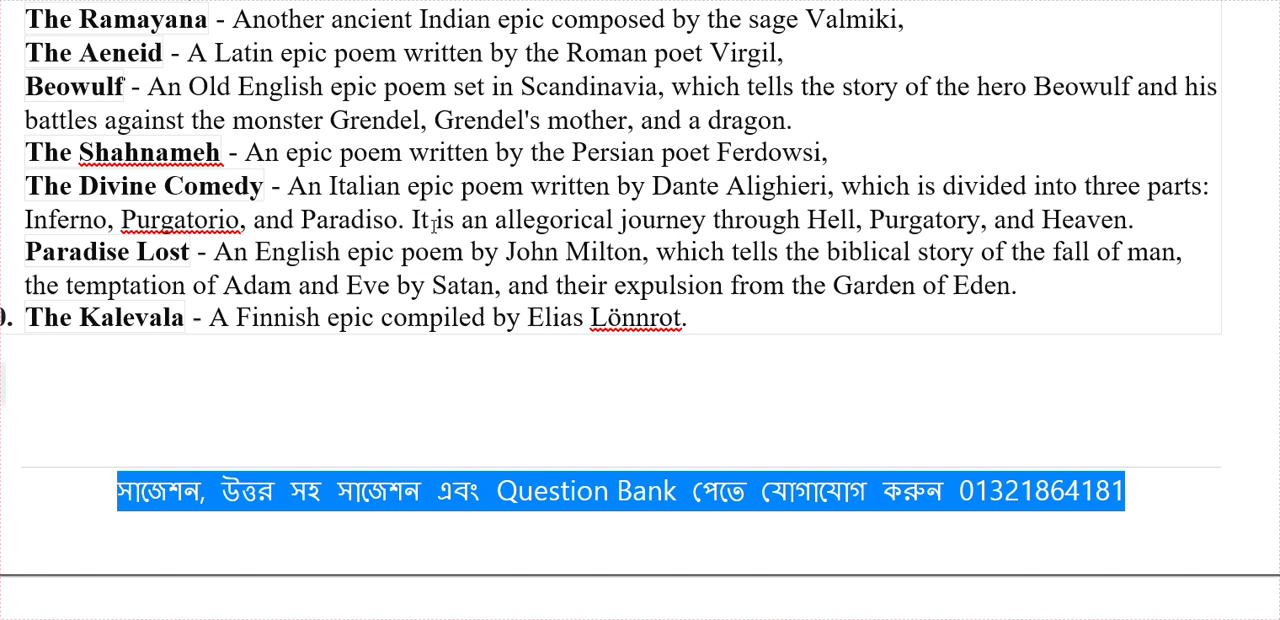 The Ramayana - Another ancient Indian epic composed by the sage Valmiki,
The Aeneid - A Latin epic poem written by the Roman poet Virgil,
Beowulf - An Old English epic poem set in Scandinavia, which tells the story of the hero Beowulf and his
battles against the monster Grendel, Grendel's mother, and a dragon.
The Shahnameh - An epic poem written by the Persian poet Ferdowsi,
The Divine Comedy - An Italian epic poem written by Dante Alighieri, which is divided into three parts:
Inferno, Purgatorio, and Paradiso. It is an allegorical journey through Hell, Purgatory, and Heaven.
Paradise Lost - An English epic poem by John Milton, which tells the biblical story of the fall of man,
the temptation of Adam and Eve by Satan, and their expulsion from the Garden of Eden.
0. The Kalevala - A Finnish epic compiled by Elias Lönnrot.
সাজেশন, উত্তর সহ সাজেশন এবং Question Bank পেতে যোগাযোগ করুন 01321864181